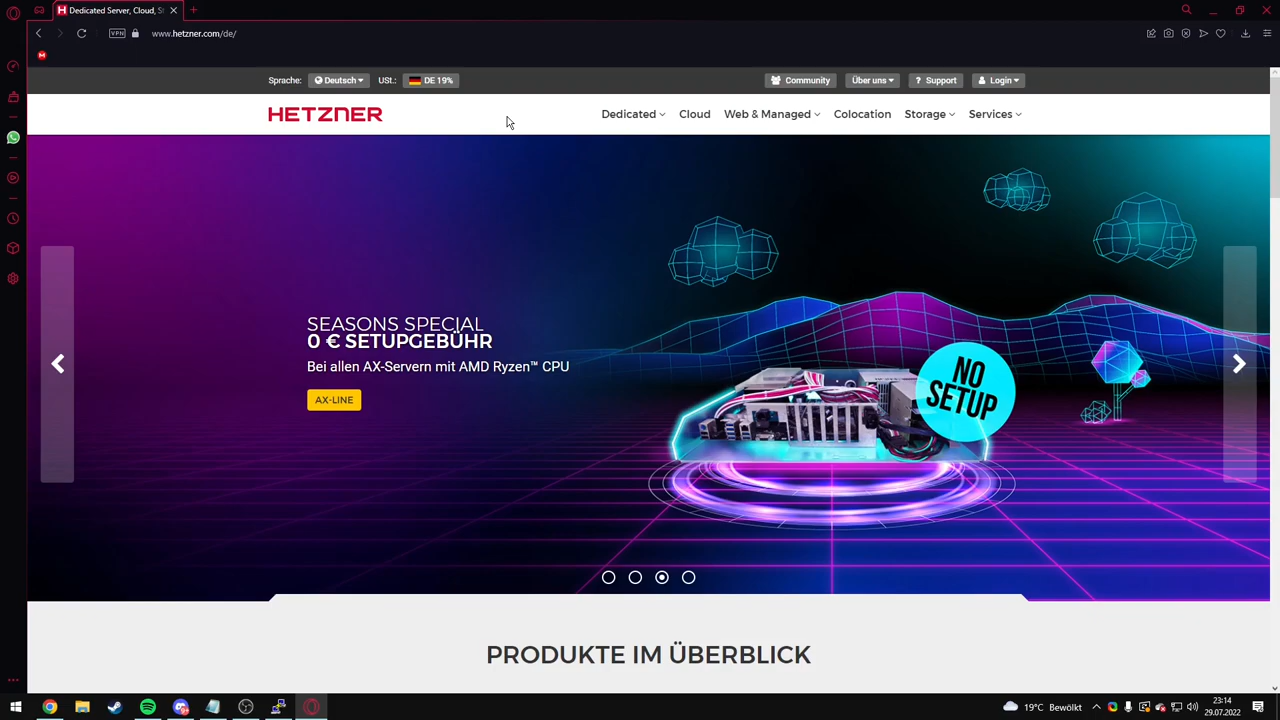 Dedicated Server, Cloud, S
VPN
www.hetzner.com/de/
Sprache: Deutsch USt.: DE 19% Community Über uns ? Support Login
HETZNER
Dedicated Cloud Web & Managed Colocation Storage Services
SEASONS SPECIAL
0 € SETUPGEBÜHR
Bei allen AX-Servern mit AMD Ryzen™ CPU
AX-LINE
NO
SETUP
PRODUKTE IM ÜBERBLICK
19°C Bewölkt
23:14
29.07.2022